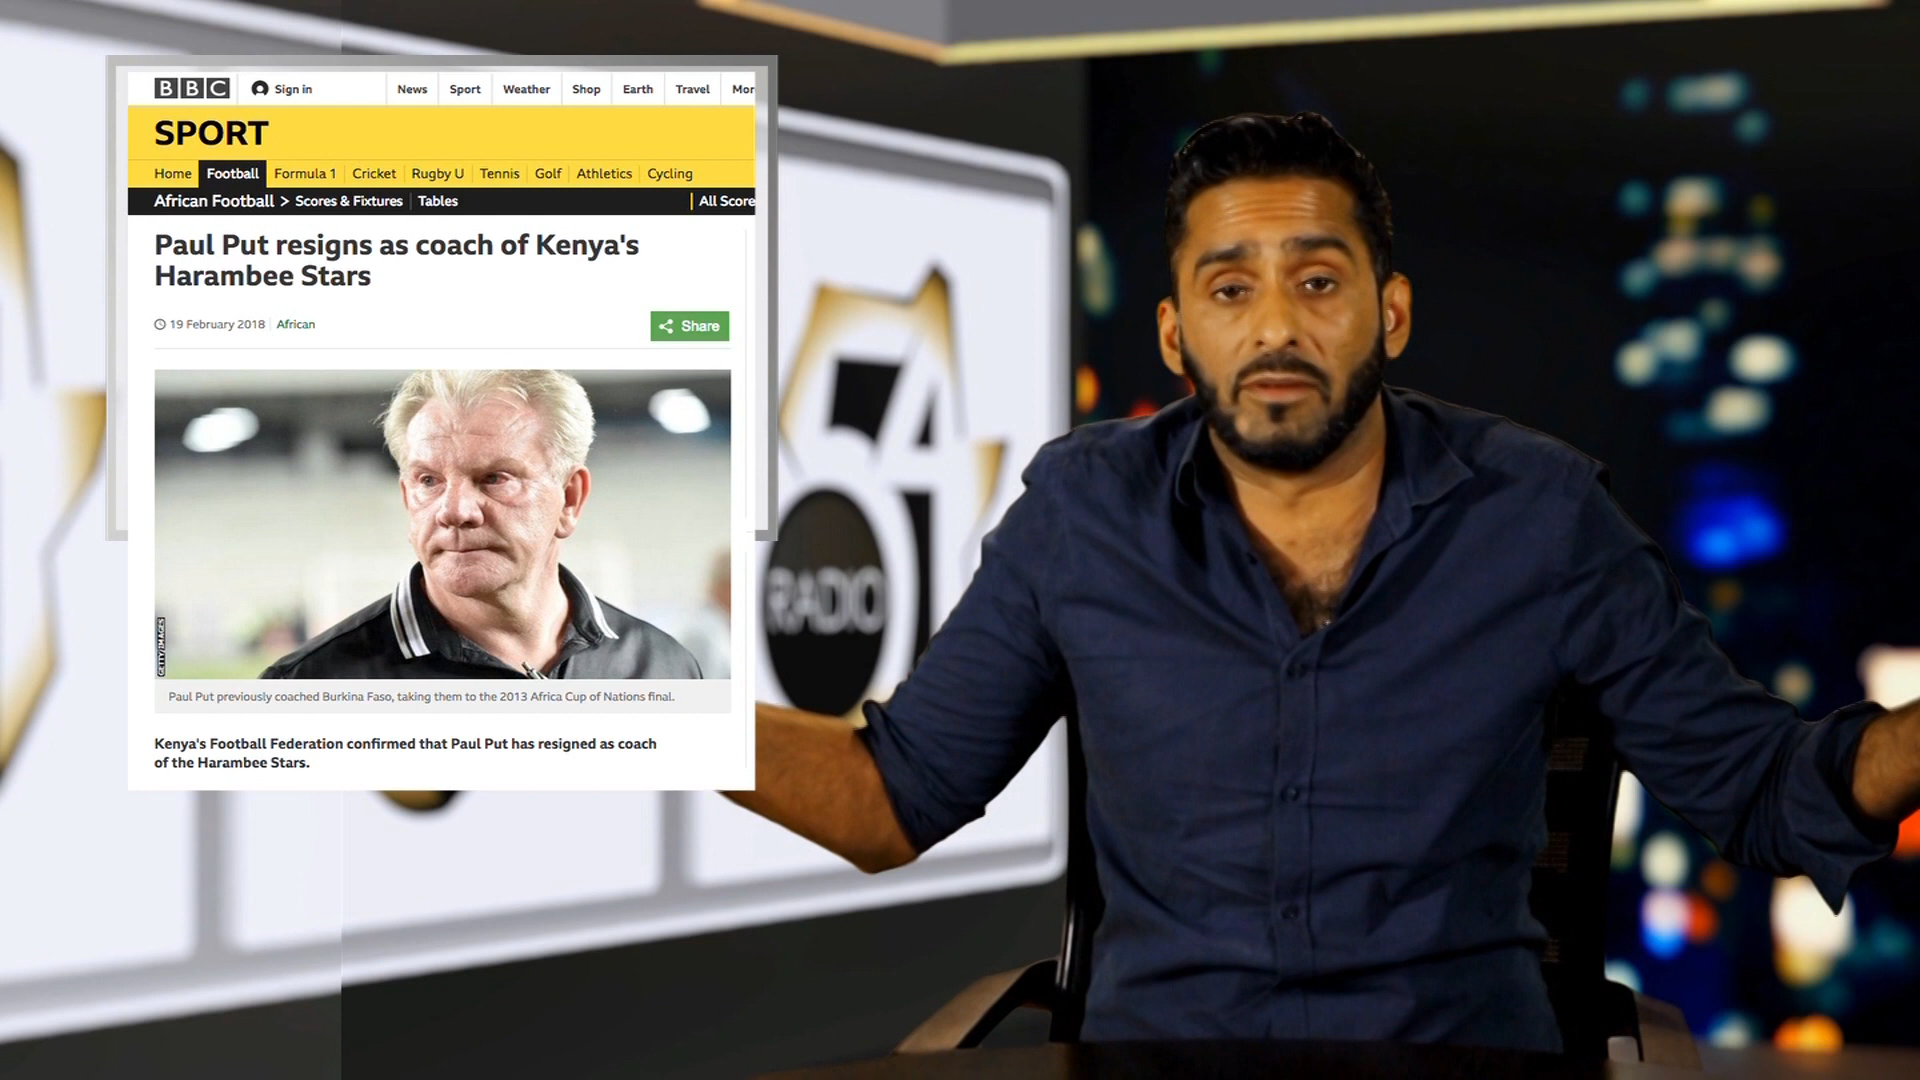 BBC
Sign in
News
Sport
Weather
Shop
Earth
Travel
Mor
SPORT
Home
Football
Formula 1
Cricket
Rugby U
Tennis
Golf
Athletics
Cycling
African Football > Scores & Fixtures
Tables
All Score
Paul Put resigns as coach of Kenya's
Harambee Stars
19 February 2018
African
Share
GETTY IMAGES
Paul Put previously coached Burkina Faso, taking them to the 2013 Africa Cup of Nations final.
Kenya's Football Federation confirmed that Paul Put has resigned as coach
of the Harambee Stars.
54
RADIO